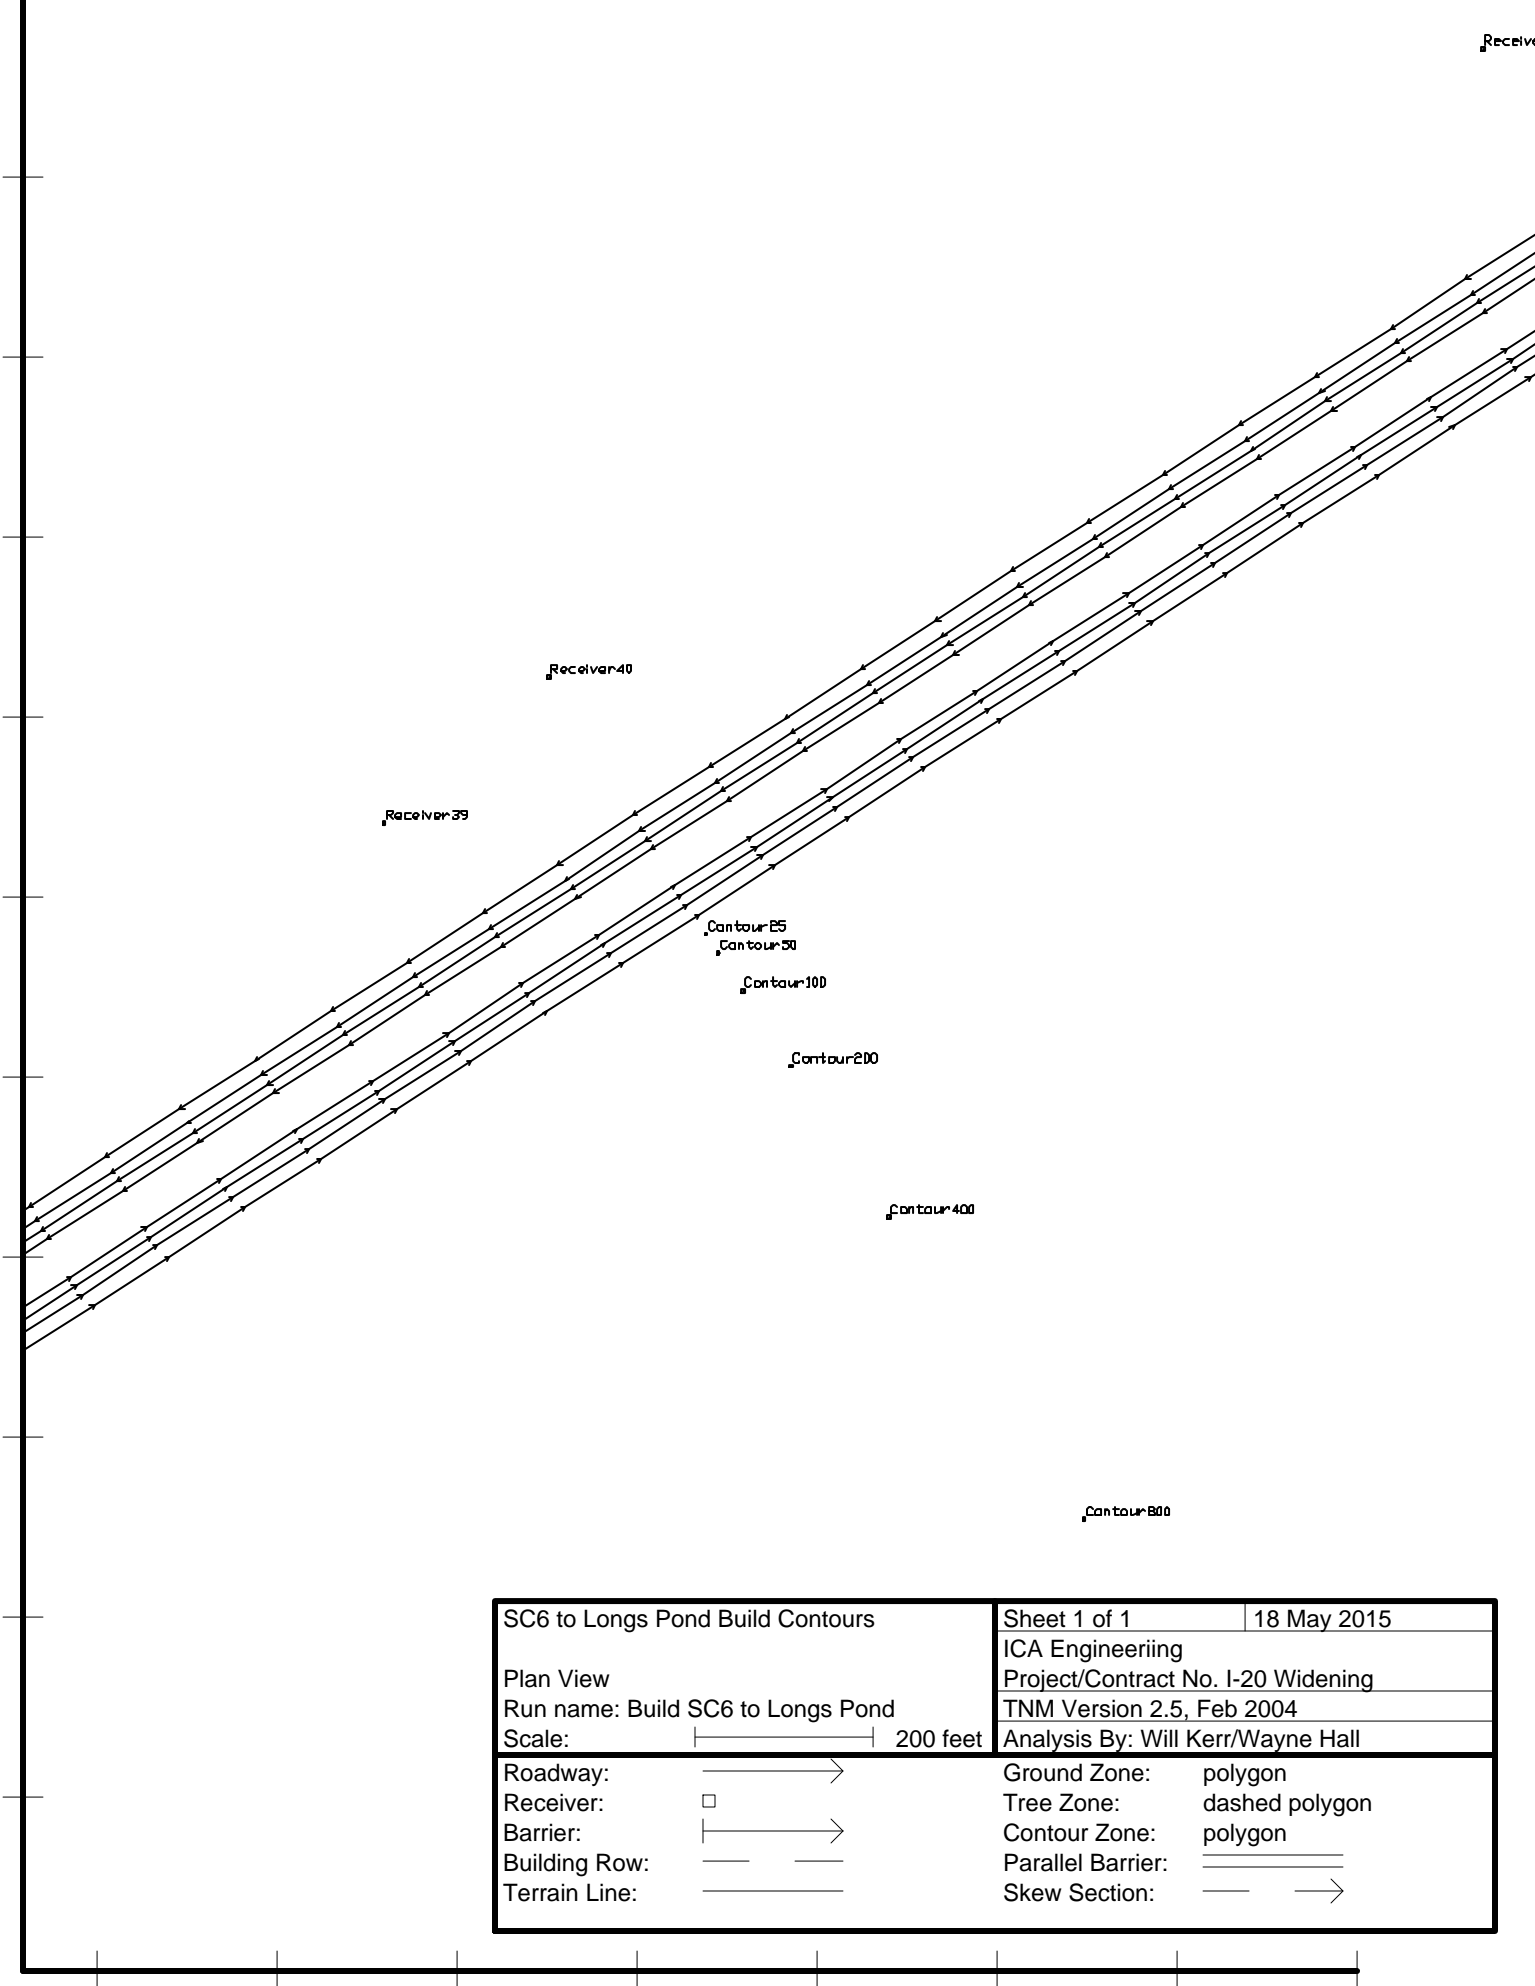 Receive
Receiver40
Receiver39
Contour25
Contour50
Contour100
Contour200
Contour400
Contour800
SC6 to Longs Pond Build Contours
Plan View
Run name: Build SC6 to Longs Pond
Scale: 200 feet
Sheet 1 of 1 18 May 2015
ICA Engineeriing
Project/Contract No. I-20 Widening
TNM Version 2.5, Feb 2004
Analysis By: Will Kerr/Wayne Hall
Roadway:
Receiver:
Barrier:
Building Row:
Terrain Line:
Ground Zone: polygon
Tree Zone: dashed polygon
Contour Zone: polygon
Parallel Barrier:
Skew Section: